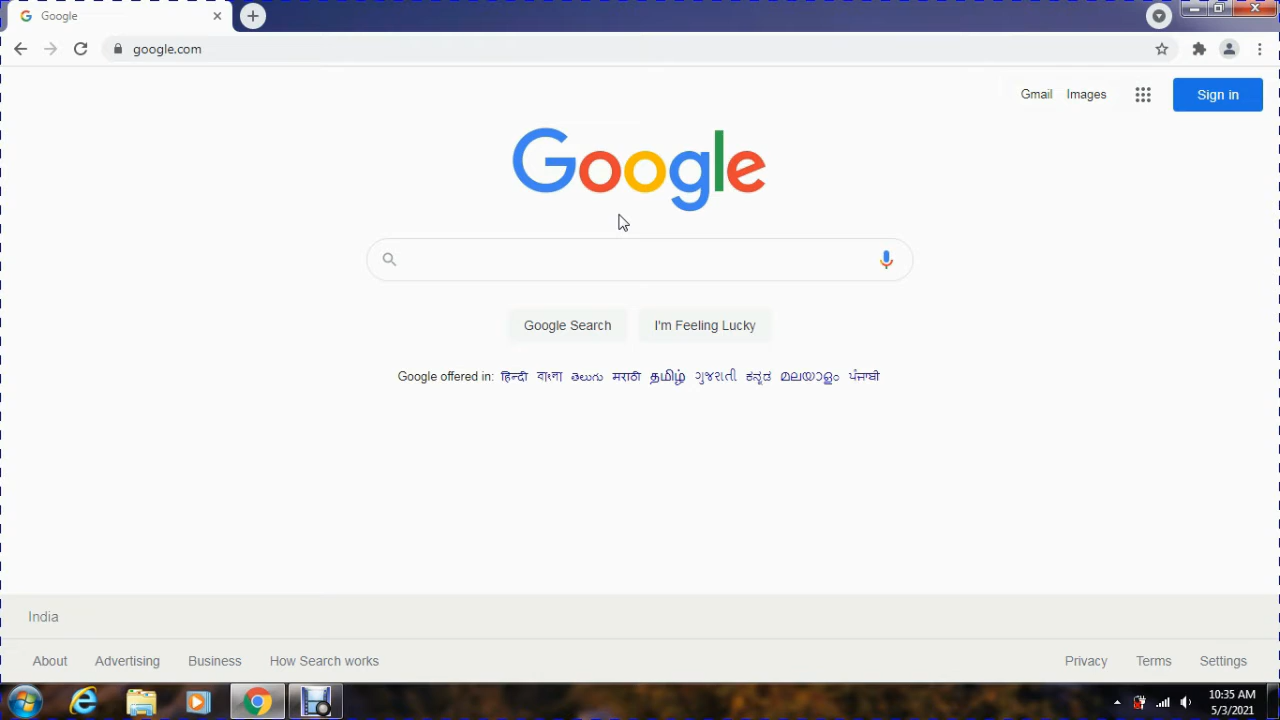 Google
google.com
Gmail Images Sign in
Google
Google Search I'm Feeling Lucky
Google offered in: हिन्दी বাংলা తెలుగు मराठी தமிழ் ગુજરાતી ಕನ್ನಡ മലയാളം ਪੰਜਾਬੀ
India
About Advertising Business How Search works Privacy Terms Settings
10:35 AM
5/3/2021